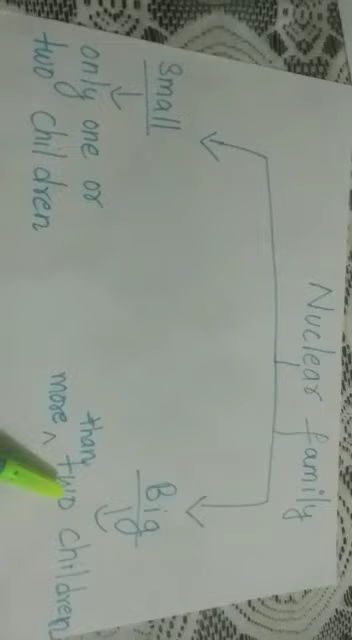 Nuclear family
Small
only one or
two children
Big
more than two children